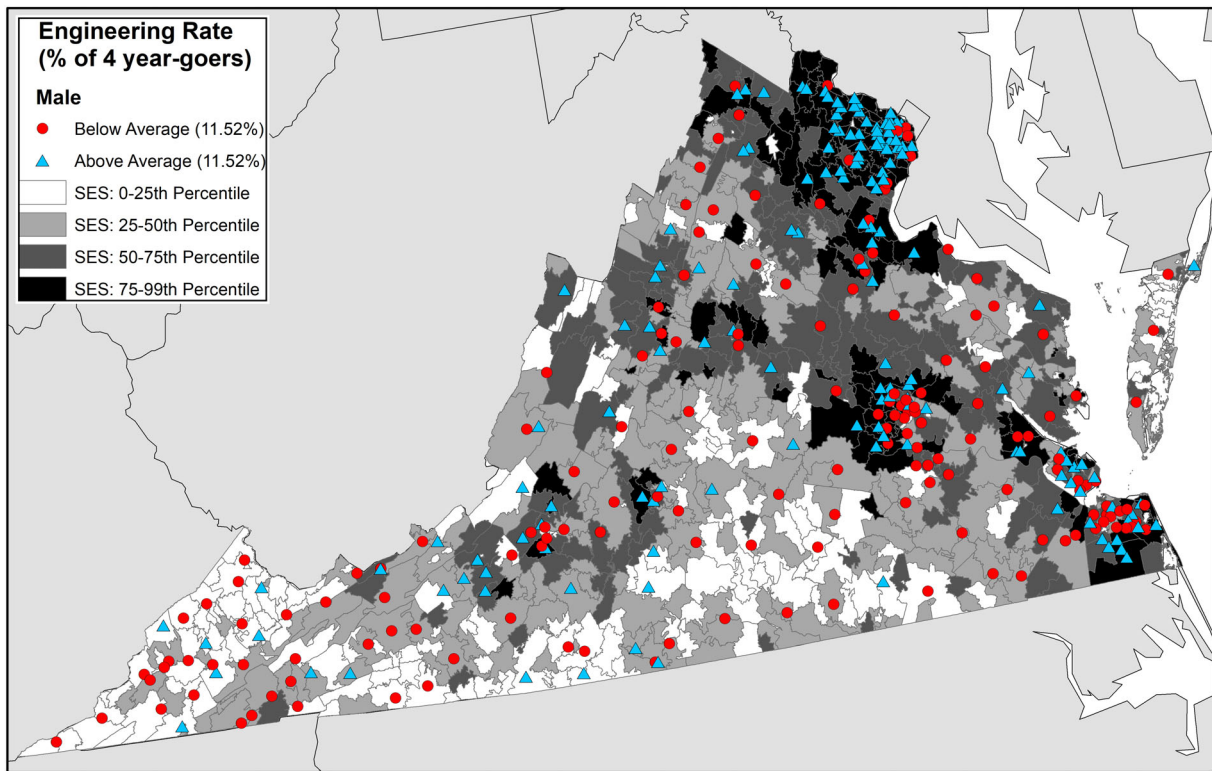 Engineering Rate
(% of 4 year-goers)
Male
Below Average (11.52%)
Above Average (11.52%)
SES: 0-25th Percentile
SES: 25-50th Percentile
SES: 50-75th Percentile
SES: 75-99th Percentile